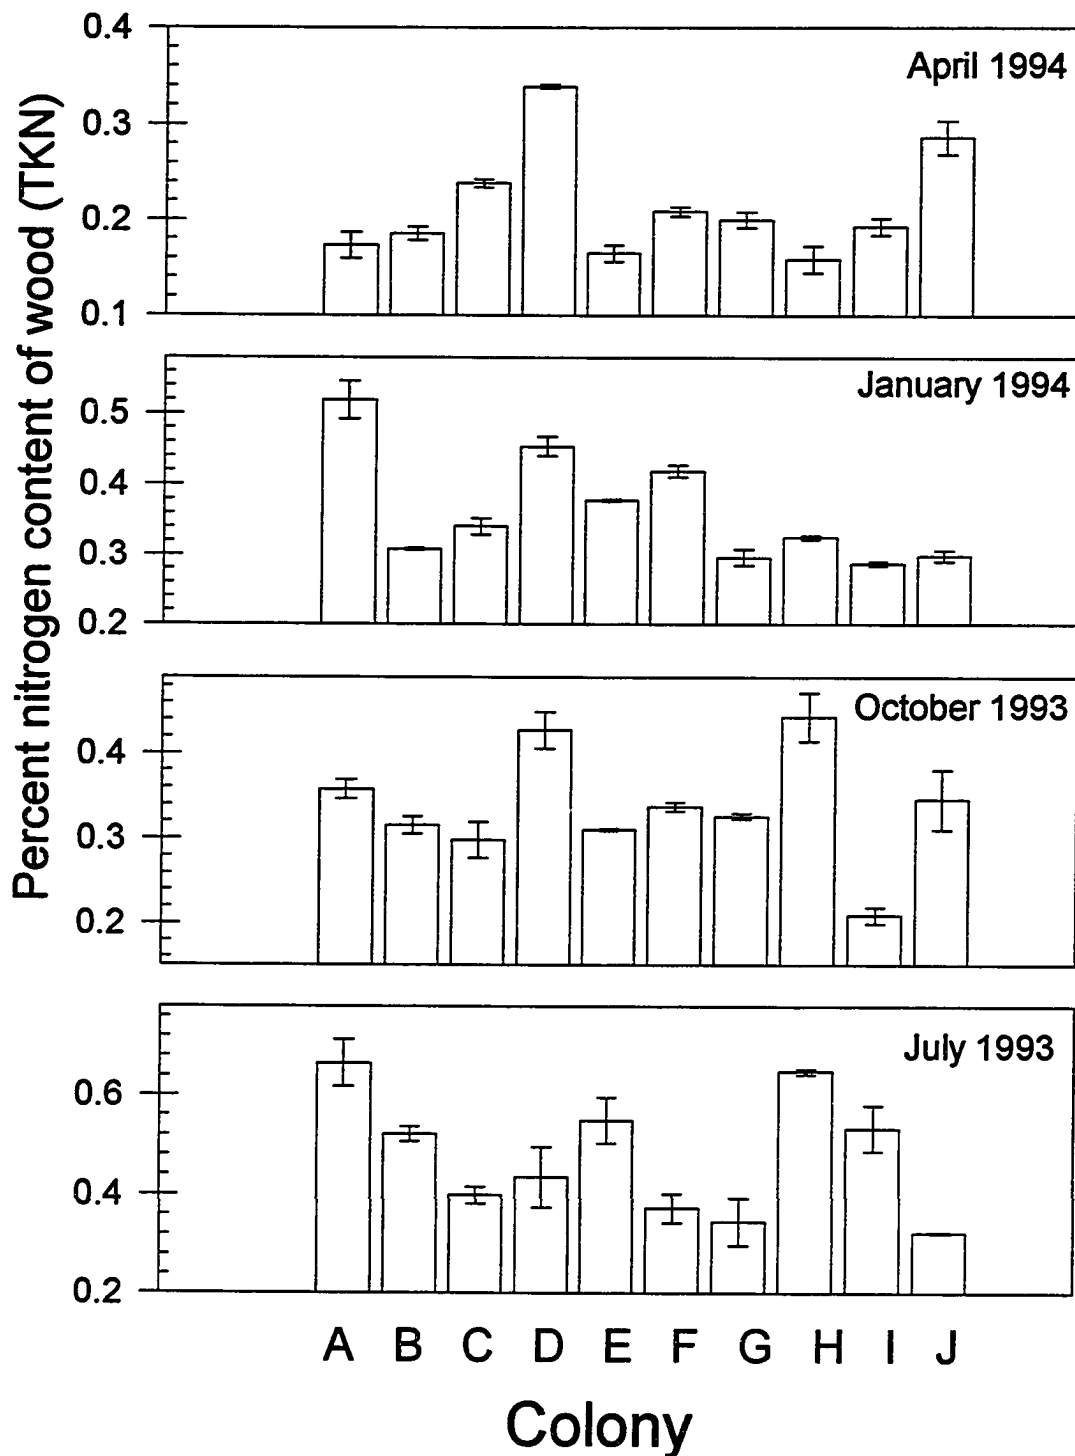 Percent nitrogen content of wood (TKN)
April 1994
0.4
0.3
0.2
0.1
January 1994
0.5
0.4
0.3
0.2
October 1993
0.4
0.3
0.2
July 1993
0.6
0.4
0.2
A B C D E F G H I J
Colony